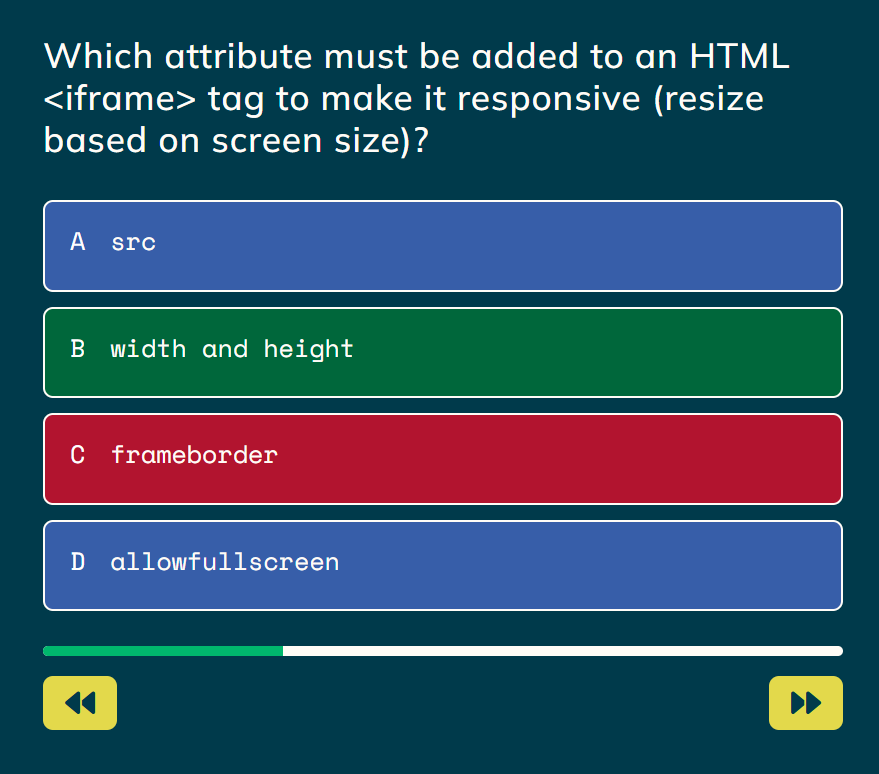 Which attribute must be added to an HTML
<iframe> tag to make it responsive (resize
based on screen size)?
A src
B width and height
C frameborder
D allowfullscreen